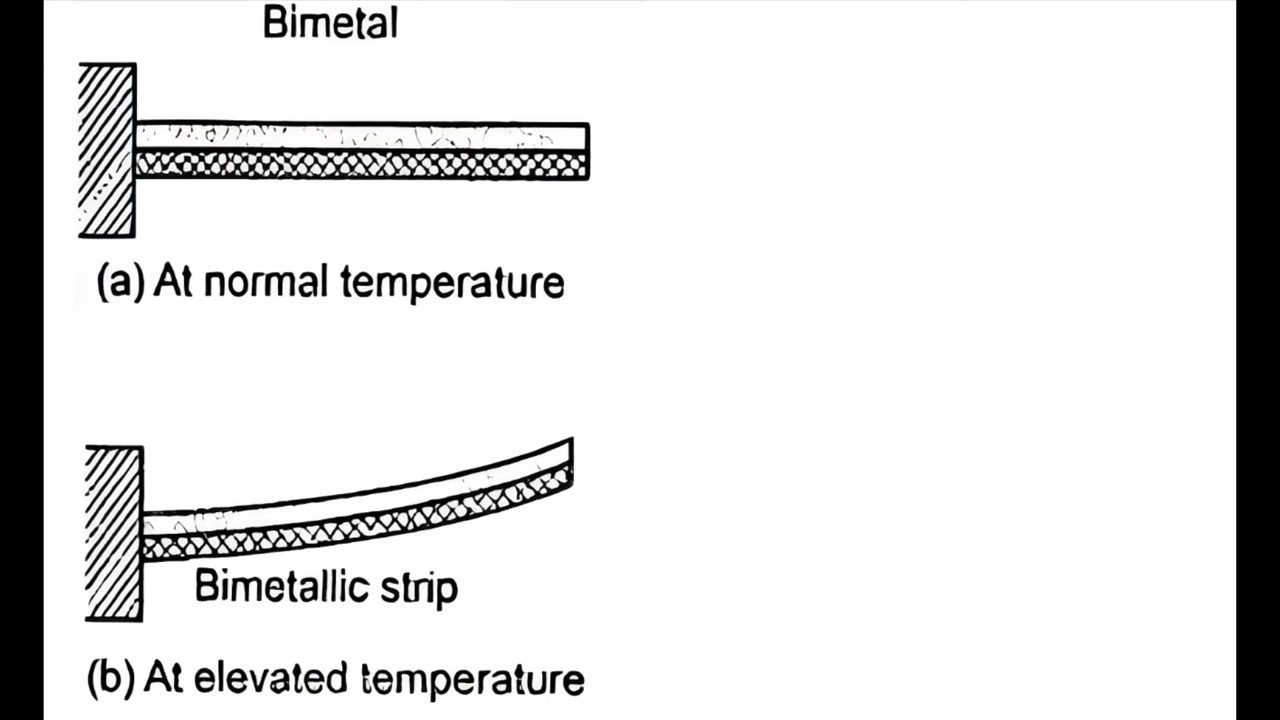 Bimetal
(a) At normal temperature
Bimetallic strip
(b) At elevated temperature